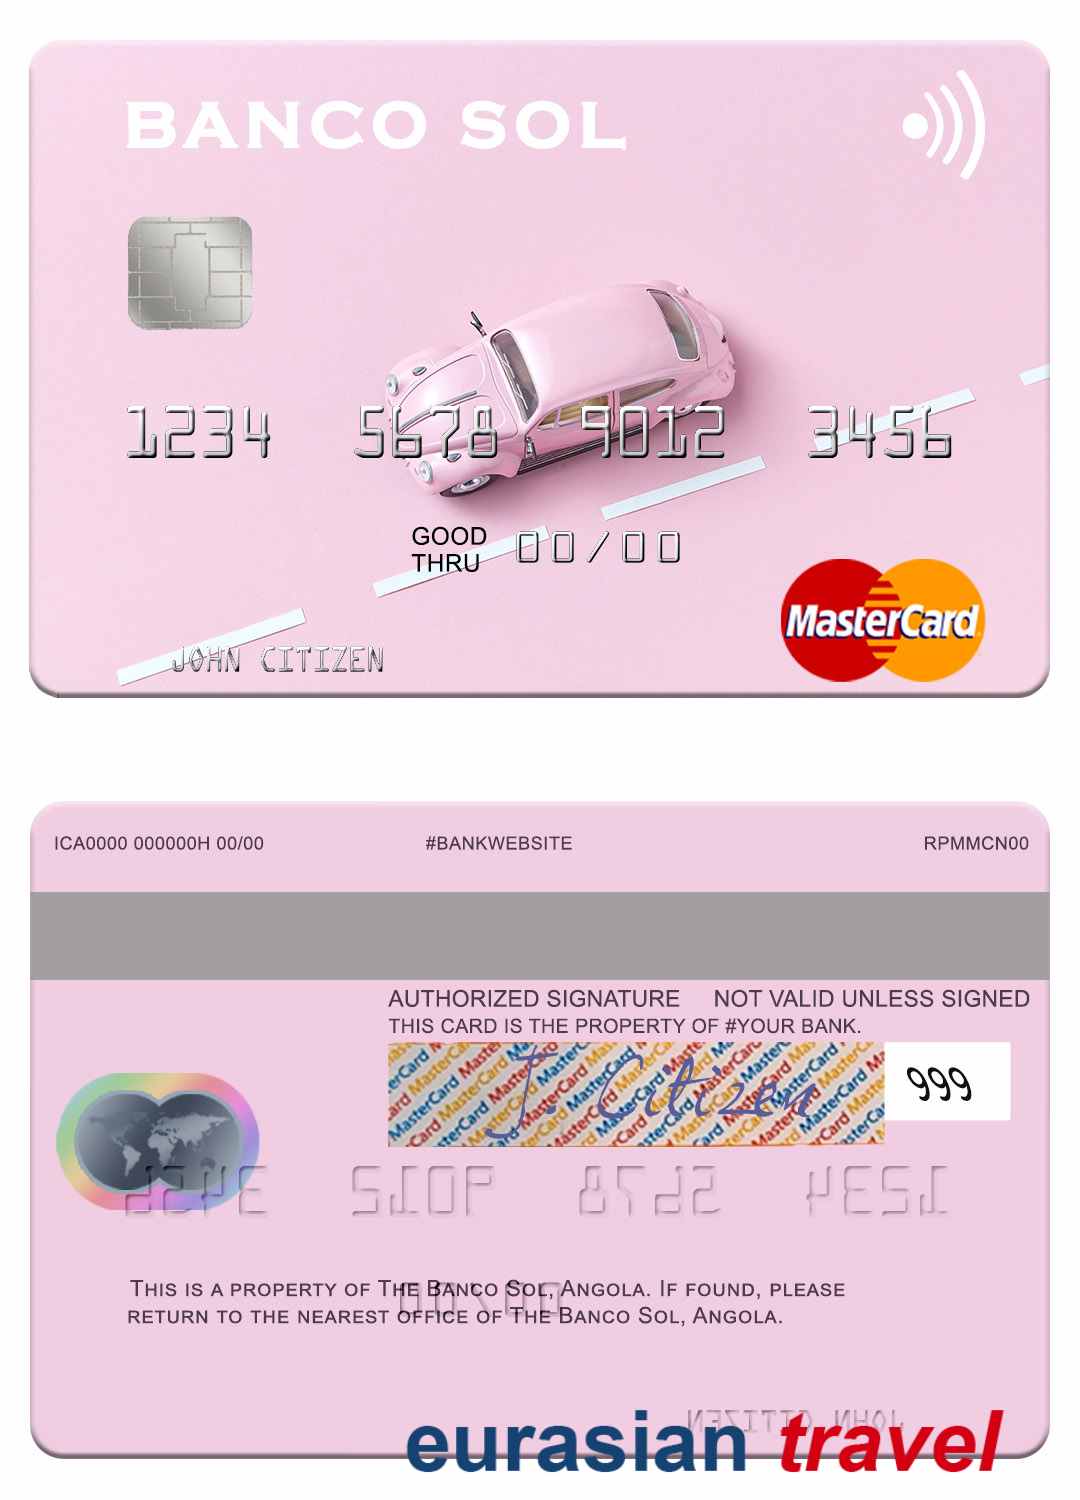 BANCO SOL
1234 5678 9012 3456
GOOD THRU 00/00
JOHN CITIZEN
MasterCard
ICA0000 000000H 00/00 #BANKWEBSITE RPMMCN00
AUTHORIZED SIGNATURE NOT VALID UNLESS SIGNED
THIS CARD IS THE PROPERTY OF #YOUR BANK.
J. Citizen 999
THIS IS A PROPERTY OF THE BANCO SOL, ANGOLA. IF FOUND, PLEASE
RETURN TO THE NEAREST OFFICE OF THE BANCO SOL, ANGOLA.
eurasian travel